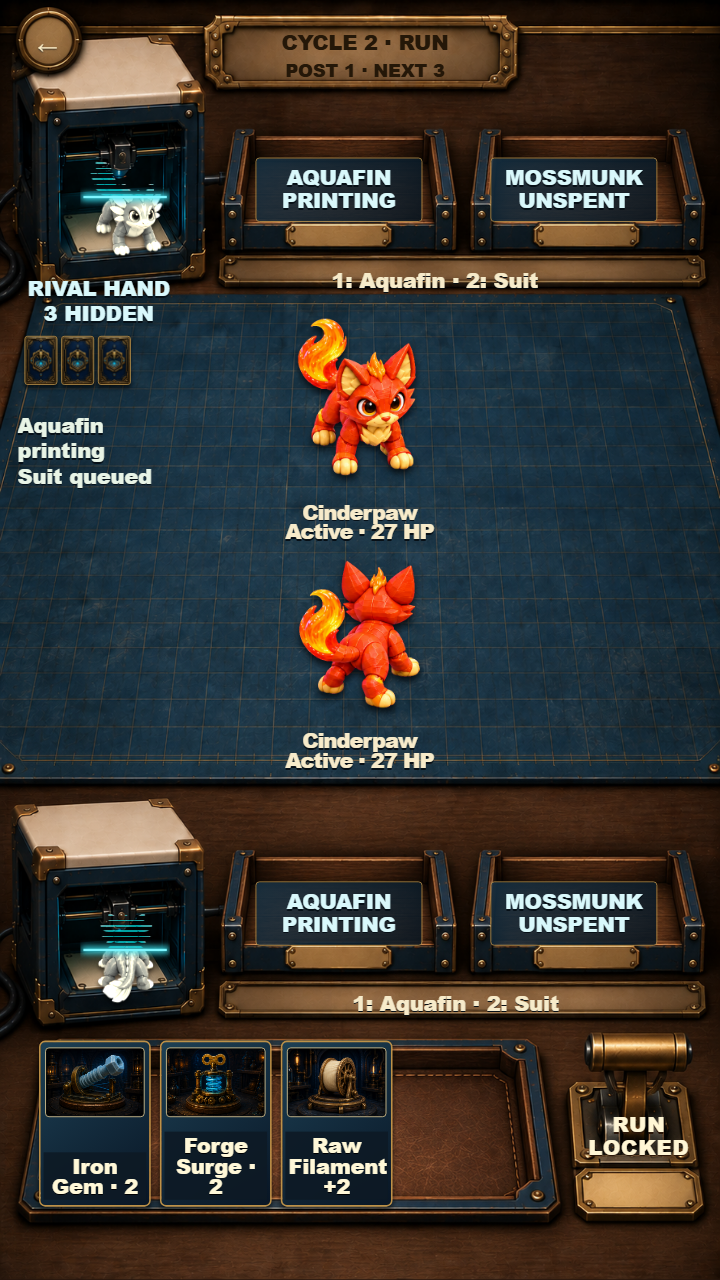 ←
CYCLE 2 · RUN
POST 1 · NEXT 3
AQUAFIN
PRINTING
MOSSMUNK
UNSPENT
1: Aquafin · 2: Suit
RIVAL HAND
3 HIDDEN
Aquafin
printing
Suit queued
Cinderpaw
Active · 27 HP
Cinderpaw
Active · 27 HP
AQUAFIN
PRINTING
MOSSMUNK
UNSPENT
1: Aquafin · 2: Suit
Iron
Gem · 2
Forge
Surge ·
2
Raw
Filament
+2
RUN
LOCKED